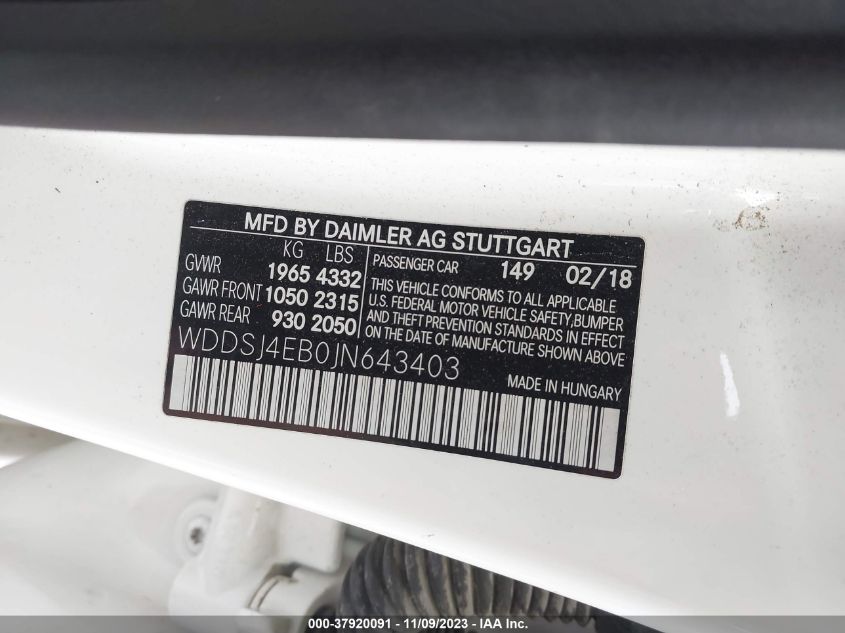 MFD BY DAIMLER AG STUTTGART
KG LBS
GVWR 1965 4332
GAWR FRONT 1050 2315
GAWR REAR 930 2050
PASSENGER CAR 149 02/18
THIS VEHICLE CONFORMS TO ALL APPLICABLE
U.S. FEDERAL MOTOR VEHICLE SAFETY,BUMPER
AND THEFT PREVENTION STANDARDS IN EFFECT
ON DATE OF MANUFACTURE SHOWN ABOVE
WDDSJ4EB0JN643403
MADE IN HUNGARY
000-37920091 - 11/09/2023 - IAA Inc.